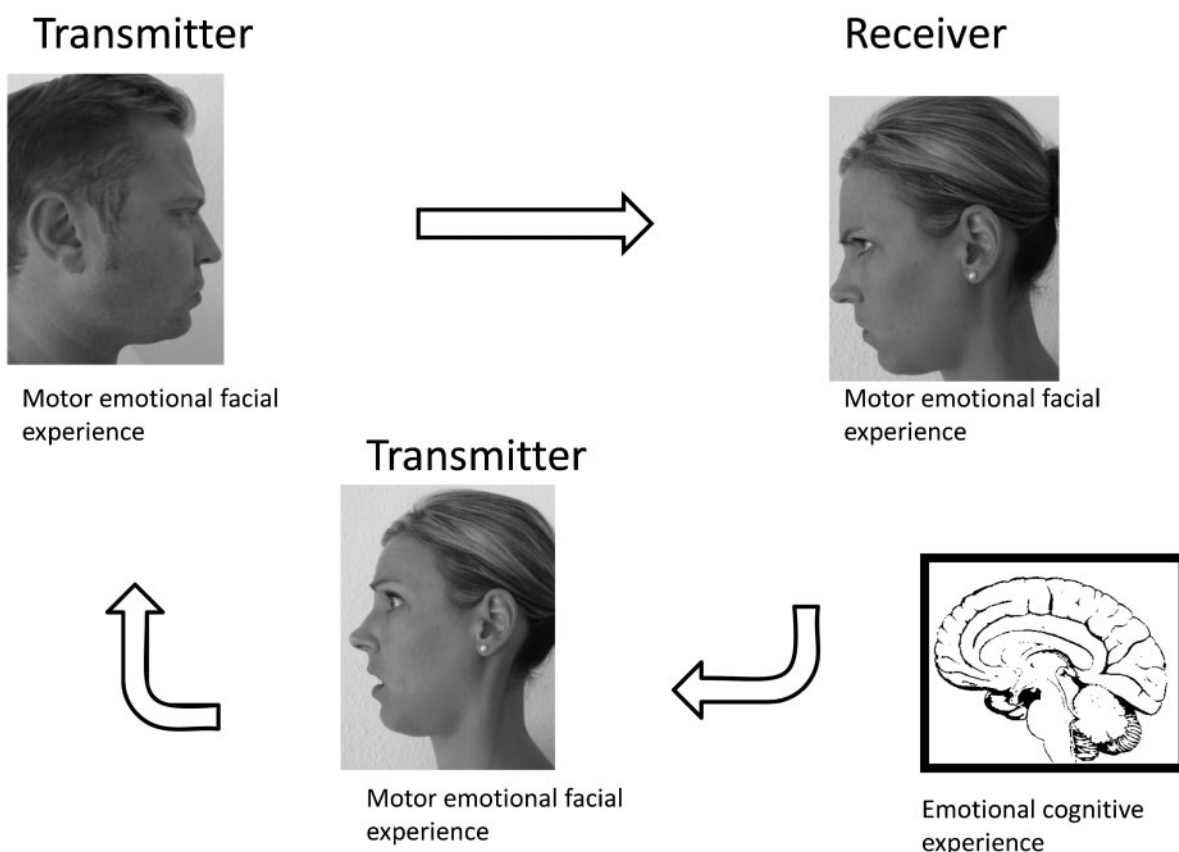 Transmitter
Receiver
Motor emotional facial
experience
Motor emotional facial
experience
Transmitter
Motor emotional facial
experience
Emotional cognitive
experience